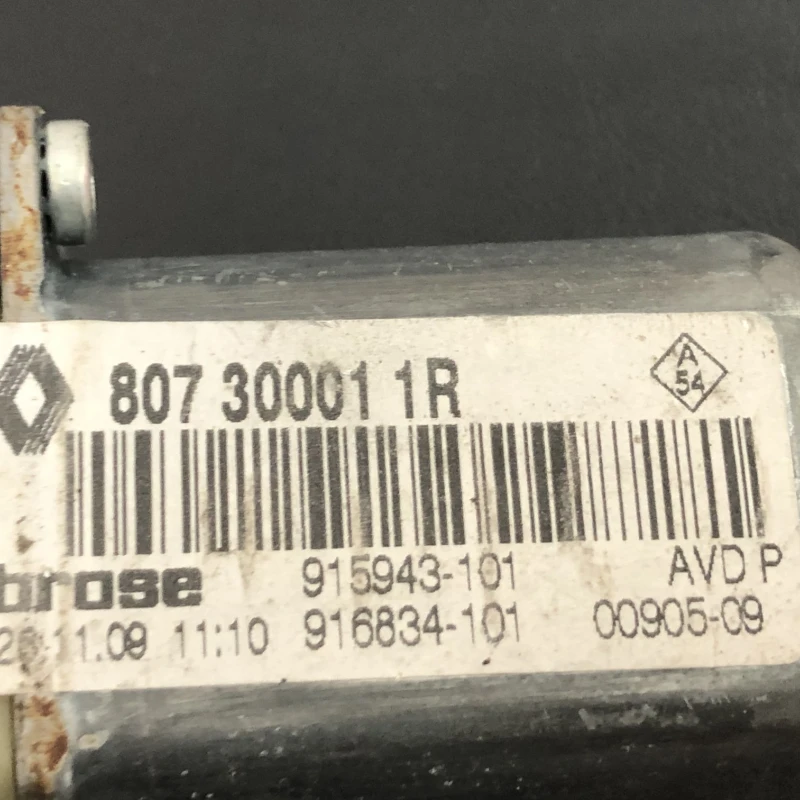 807 30001 1R
A
54
brose
915943-101
AVD P
11.09 11:10
916834-101
00905-09